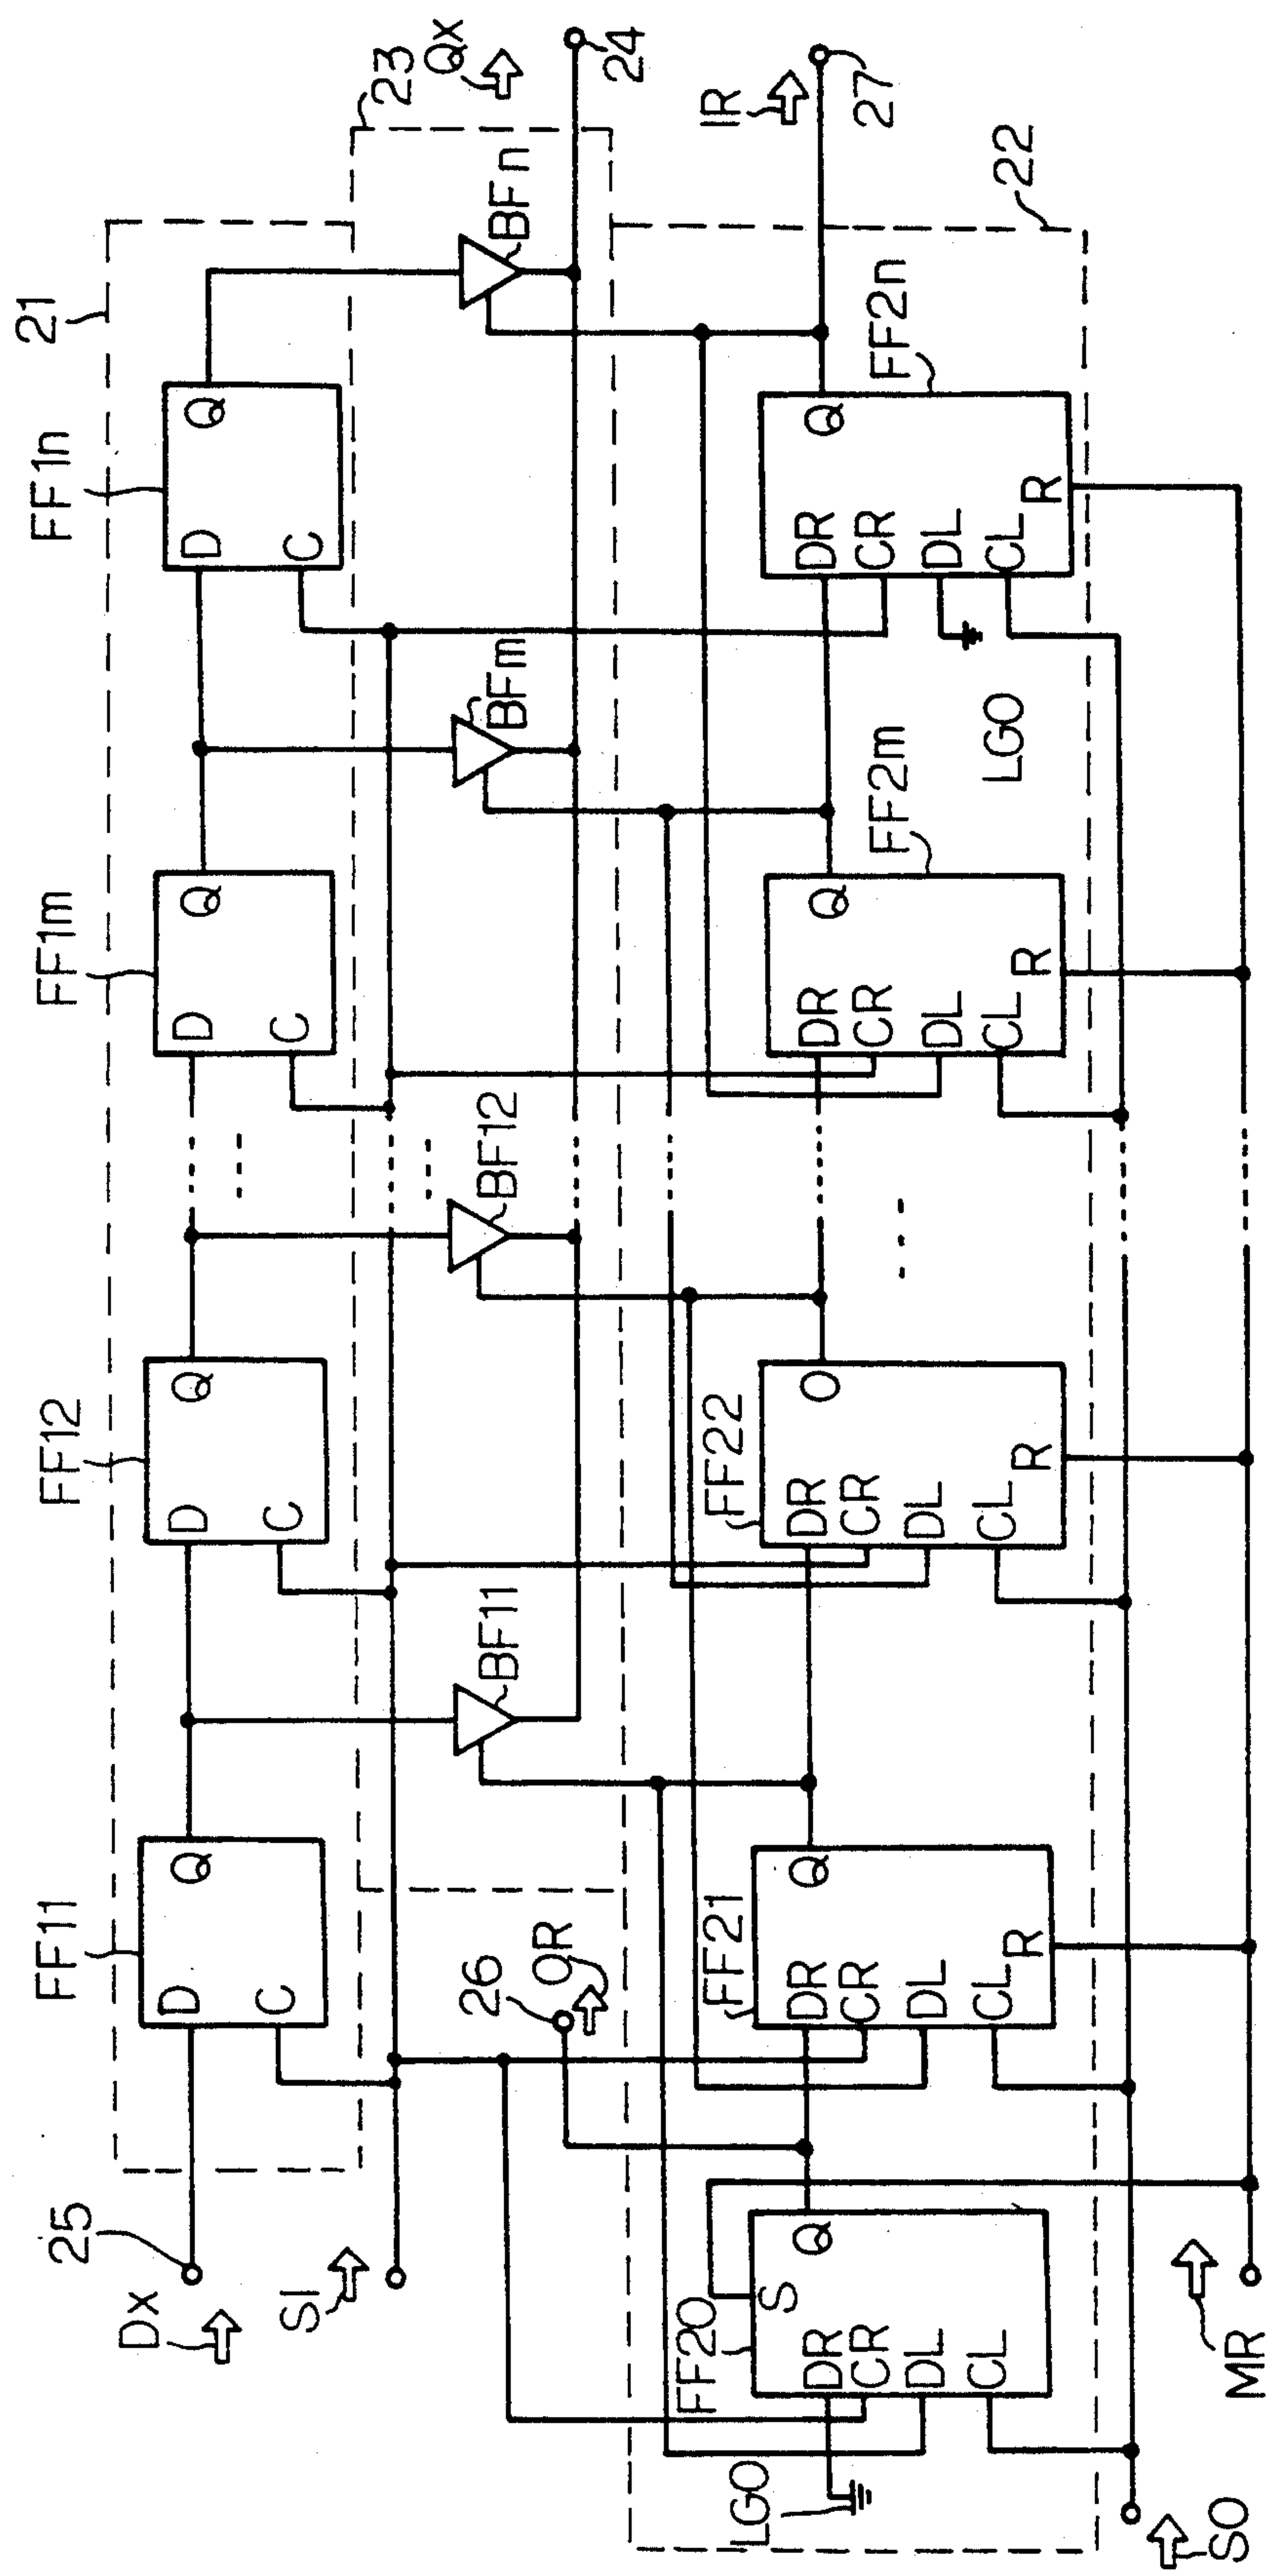 21
FF11
FF12
FF1m
FF1n
D
C
Q
D
C
Q
D
C
Q
D
C
Q
25
Dx
SI
23
Qx
BF11
BF12
BFm
BFn
24
26
OR
IR
27
22
FF20
FF21
FF22
FF2m
FF2n
S
Q
DR
CR
DL
CL
Q
DR
CR
DL
CL
R
O
DR
CR
DL
CL
R
Q
DR
CR
DL
CL
R
Q
DR
CR
DL
CL
R
LG0
LG0
SO
MR